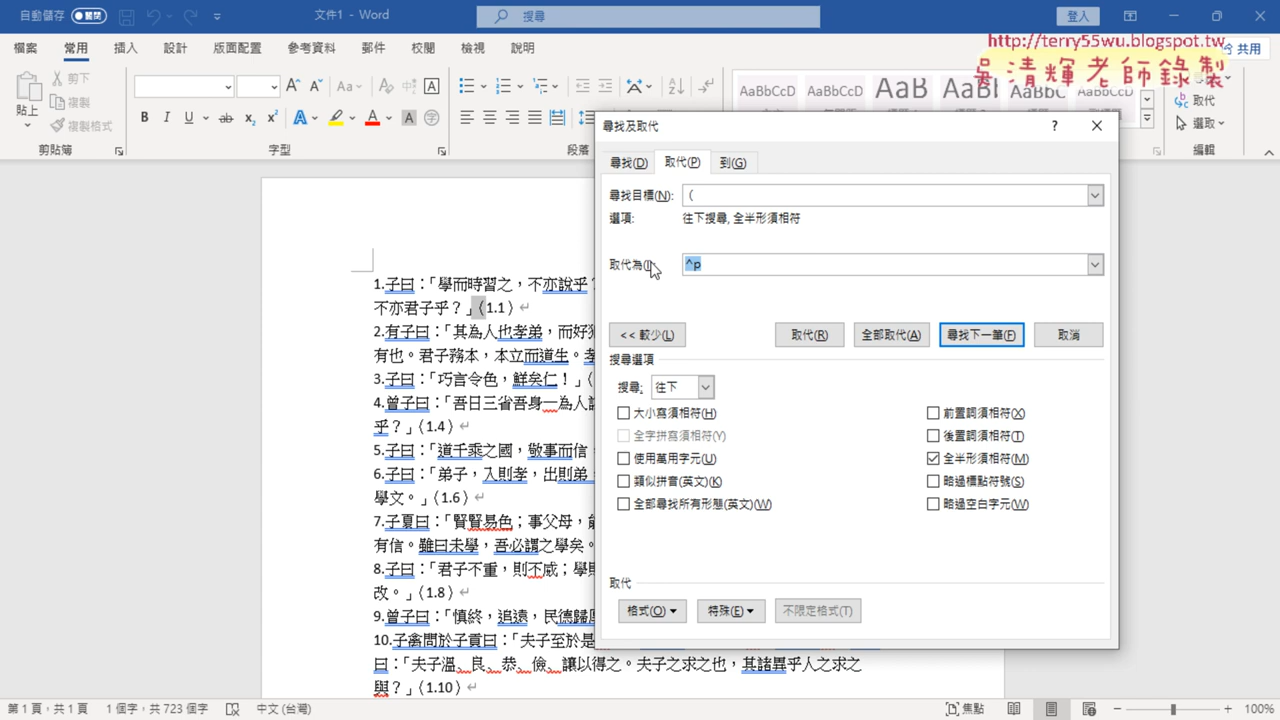 自動儲存 關閉 文件1 - Word 搜尋 登入
http://terry55wu.blogspot.tw
吳清輝老師錄製
檔案 常用 插入 設計 版面配置 參考資料 郵件 校閱 檢視 說明 共用
貼上 剪下 複製 複製格式
剪貼簿 字型 段落 編輯
AaBbCcD AaBbCcD AaB AaBb AaBbC AaBbCcD
取代
選取
尋找及取代
尋找(D) 取代(P) 到(G)
尋找目標(N): (
選項: 往下搜尋, 全半形須相符
取代為(I): ^p
<< 較少(L) 取代(R) 全部取代(A) 尋找下一筆(F) 取消
搜尋選項
搜尋: 往下
大小寫須相符(H) 前置詞須相符(X)
全字拼寫須相符(Y) 後置詞須相符(T)
使用萬用字元(U) 全半形須相符(M)
類似拼音(英文)(K) 略過標點符號(S)
全部尋找所有形態(英文)(W) 略過空白字元(W)
取代
格式(O) 特殊(E) 不限定格式(T)
1.子曰：「學而時習之，不亦說乎？
不亦君子乎？」(1.1)
2.有子曰：「其為人也孝弟，而好犯
有也。君子務本，本立而道生。孝
3.子曰：「巧言令色，鮮矣仁！」(
4.曾子曰：「吾日三省吾身─為人謀
乎？」(1.4)
5.子曰：「道千乘之國，敬事而信，
6.子曰：「弟子，入則孝，出則弟，
學文。」(1.6)
7.子夏曰：「賢賢易色；事父母，能
有信。雖曰未學，吾必謂之學矣。
8.子曰：「君子不重，則不威；學則
改。」(1.8)
9.曾子曰：「慎終，追遠，民德歸厚
10.子禽問於子貢曰：「夫子至於是
曰：「夫子溫、良、恭、儉、讓以得之。夫子之求之也，其諸異乎人之求之
與？」(1.10)
第 1 頁，共 1 頁 1 個字，共 723 個字 中文 (台灣) 焦點 100%